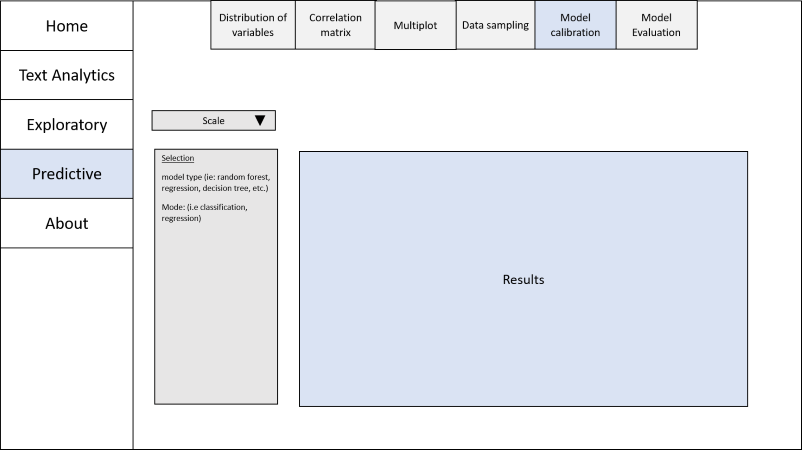 Home
Text Analytics
Exploratory
Predictive
About
Distribution of
variables
Correlation
matrix
Multiplot
Data sampling
Model
calibration
Model
Evaluation
Scale
Selection
model type (ie: random forest,
regression, decision tree, etc.)
Mode: (i.e classification,
regression)
Results